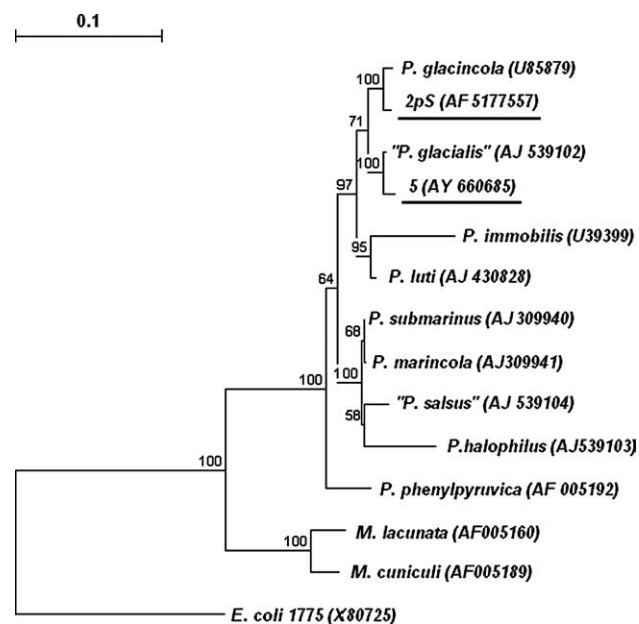 0.1
P. glacincola (U85879)
100
2pS (AF 5177557)
71
"P. glacialis" (AJ 539102)
100
5 (AY 660685)
97
P. immobilis (U39399)
95
P. luti (AJ 430828)
64
P. submarinus (AJ 309940)
68
P. marincola (AJ309941)
100
"P. salsus" (AJ 539104)
100
58
P.halophilus (AJ539103)
100
P. phenylpyruvica (AF 005192)
M. lacunata (AF005160)
100
M. cuniculi (AF005189)
E. coli 1775 (X80725)